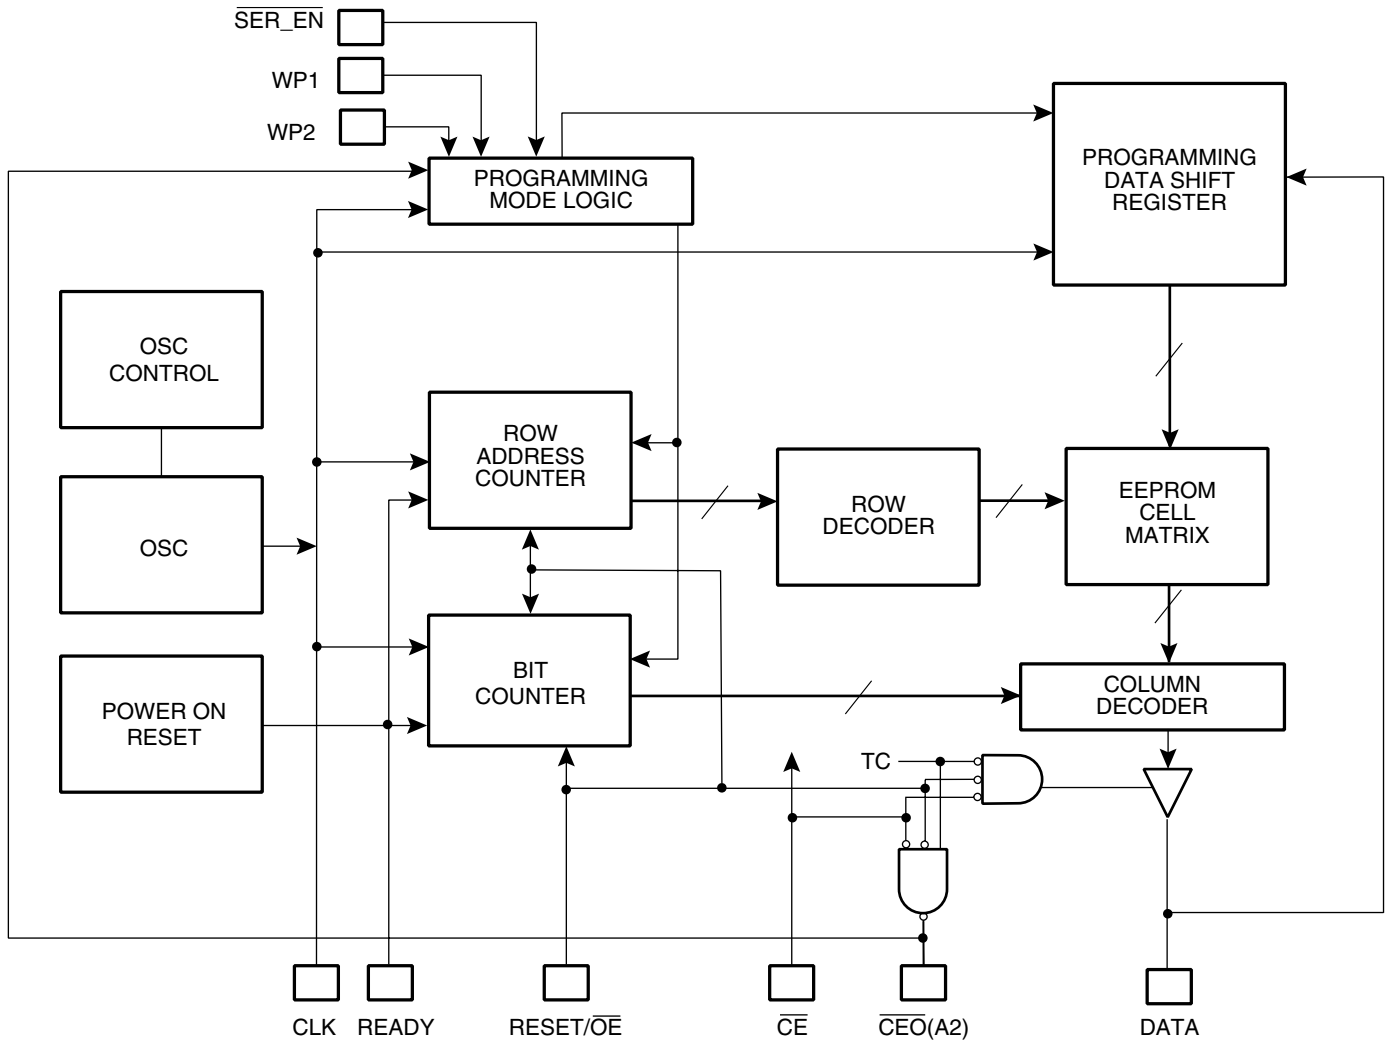 SER_EN
WP1
WP2
PROGRAMMING
MODE LOGIC
PROGRAMMING
DATA SHIFT
REGISTER
OSC
CONTROL
ROW
ADDRESS
COUNTER
ROW
DECODER
EEPROM
CELL
MATRIX
OSC
BIT
COUNTER
COLUMN
DECODER
POWER ON
RESET
TC
CLK
READY
RESET/OE
CE
CEO(A2)
DATA